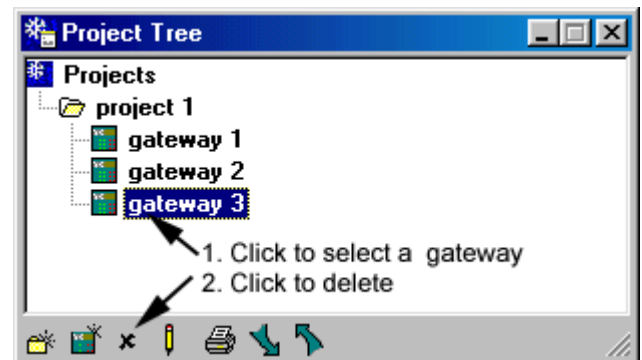 Project Tree
Projects
project 1
gateway 1
gateway 2
gateway 3
1. Click to select a gateway
2. Click to delete